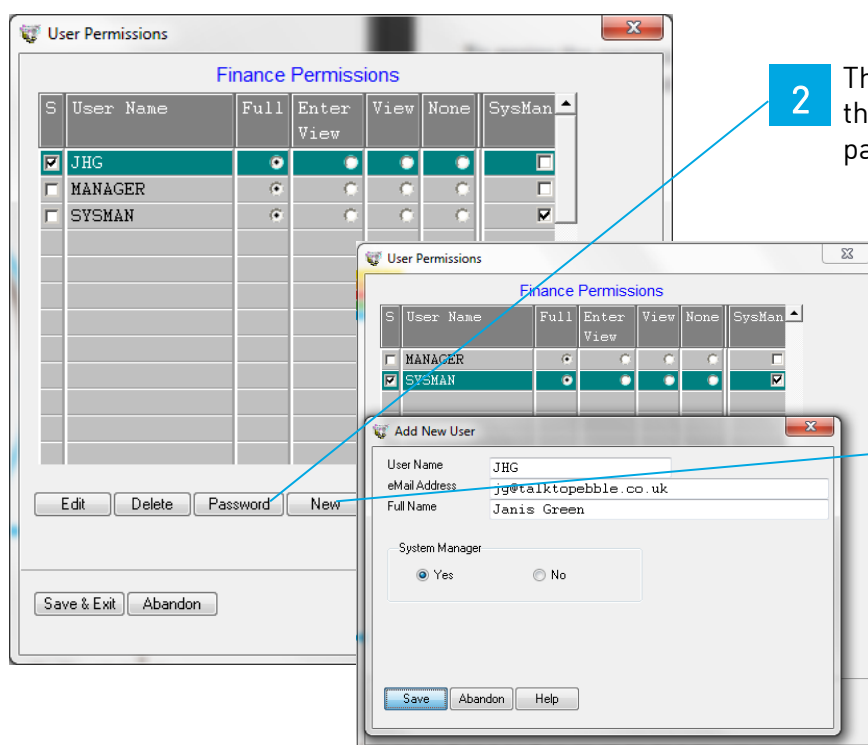 User Permissions
Finance Permissions
S User Name Full Enter View View None SysMan
JHG
MANAGER
SYSMAN
Edit Delete Password New
Save & Exit Abandon
2
User Permissions
Finance Permissions
S User Name Full Enter View View None SysMan
MANAGER
SYSMAN
Add New User
User Name JHG
eMail Address jg@talktopebble.co.uk
Full Name Janis Green
System Manager
Yes No
Save Abandon Help